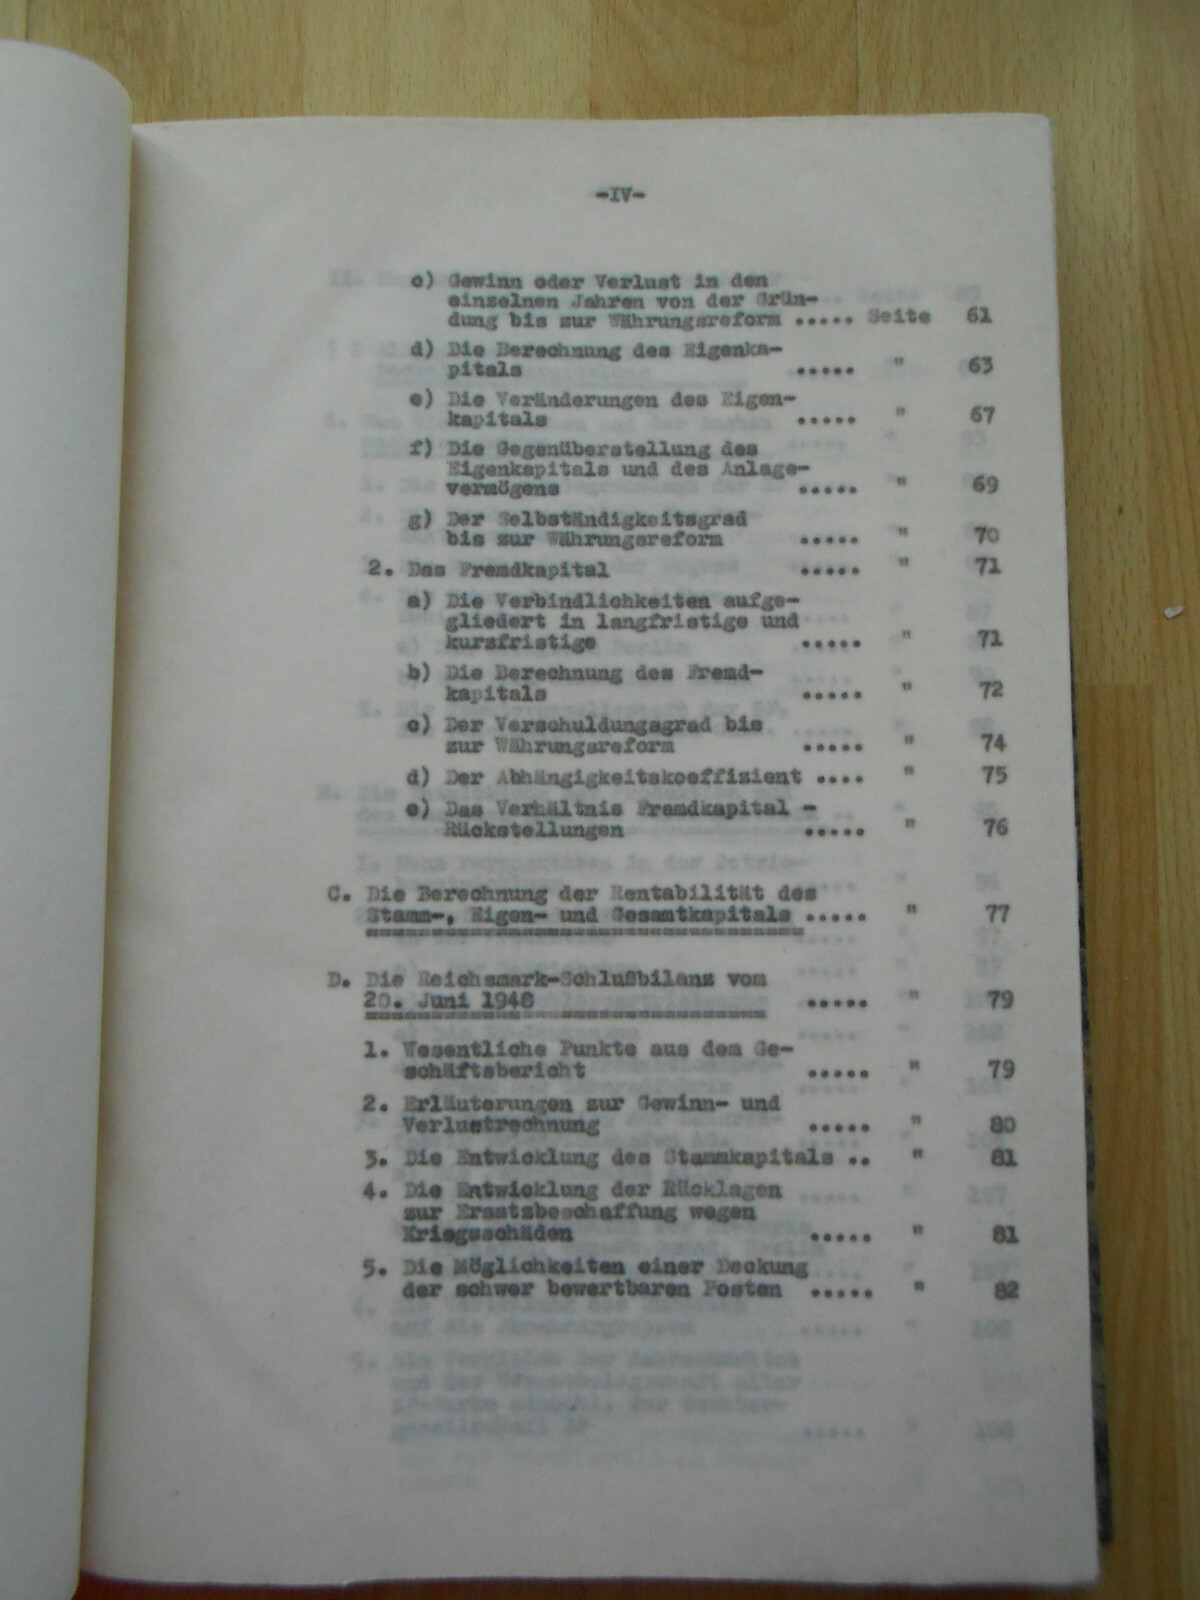 -IV-
c) Gewinn oder Verlust in den
einzelnen Jahren von der Grün-
dung bis zur Währungsreform ..... Seite 61
d) Die Berechnung des Eigenka-
pitals ..... " 63
e) Die Veränderungen des Eigen-
kapitals ..... " 67
f) Die Gegenüberstellung des
Eigenkapitals und des Anlage-
vermögens ..... " 69
g) Der Selbständigkeitsgrad
bis zur Währungsreform ..... " 70
2. Das Fremdkapital ..... " 71
a) Die Verbindlichkeiten aufge-
gliedert in langfristige und
kurzfristige ..... " 71
b) Die Berechnung des Fremd-
kapitals ..... " 72
c) Der Verschuldungsgrad bis
zur Währungsreform ..... " 74
d) Der Abhängigkeitskoeffizient .... " 75
e) Das Verhältnis Fremdkapital -
Rückstellungen ..... " 76
C. Die Berechnung der Rentabilität des
Stamm-, Eigen- und Gesamtkapitals ..... " 77
D. Die Reichsmark-Schlußbilanz vom
20. Juni 1948 ..... " 79
1. Wesentliche Punkte aus dem Ge-
schäftsbericht ..... " 79
2. Erläuterungen zur Gewinn- und
Verlustrechnung ..... " 80
3. Die Entwicklung des Stammkapitals .. " 81
4. Die Entwicklung der Rücklagen
zur Ersatzbeschaffung wegen
Kriegsschäden ..... " 81
5. Die Möglichkeiten einer Deckung
der schwer bewertbaren Posten ..... " 82